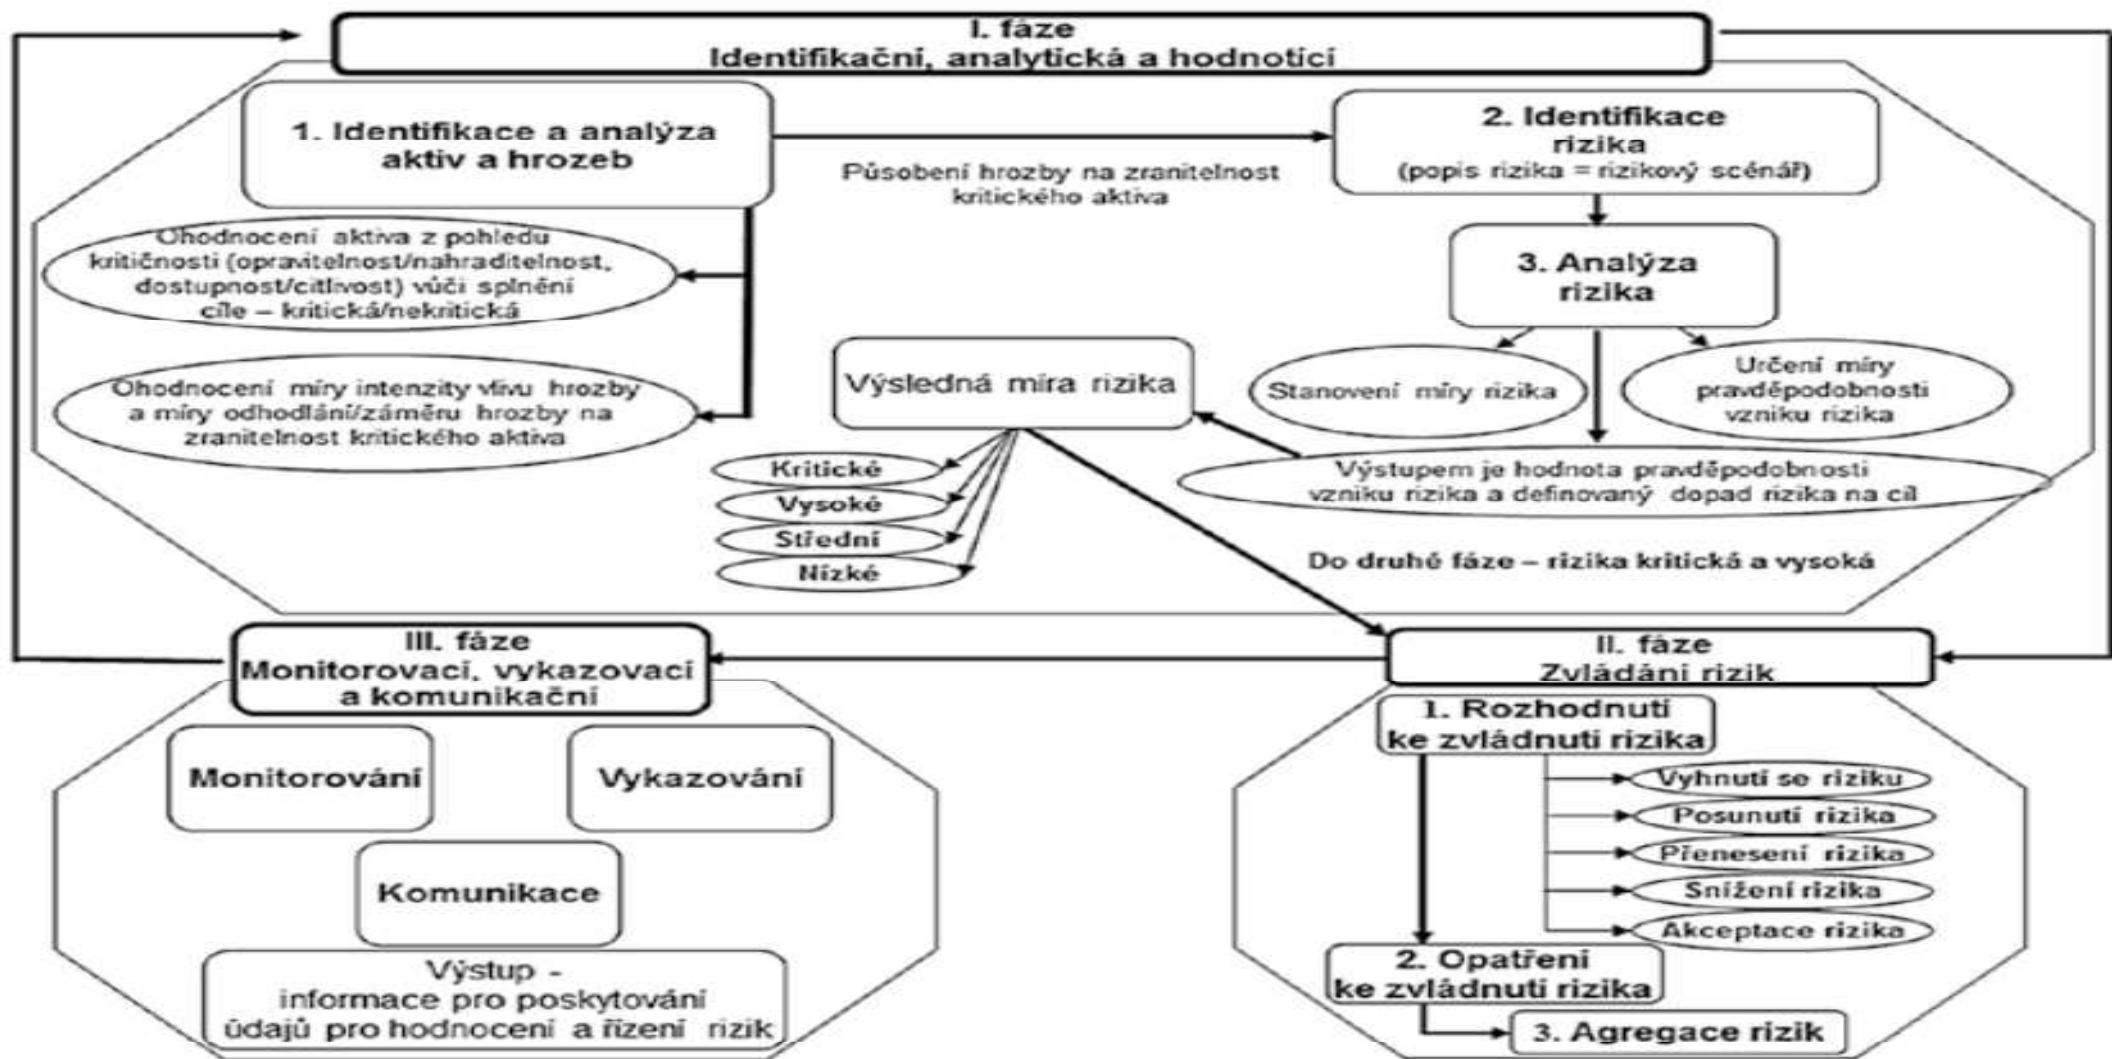 I. fáze
Identifikační, analytická a hodnotící
1. Identifikace a analýza
aktiv a hrozeb
Působení hrozby na zranitelnost
kritického aktiva
2. Identifikace
rizika
(popis rizika = rizikový scénář)
Ohodnocení aktiva z pohledu
kritičnosti (opravitelnost/nahraditelnost,
dostupnost/citlivost) vůči splnění
cíle – kritická/nekritická
3. Analýza
rizika
Ohodnocení míry intenzity vlivu hrozby
a míry odhodlání/záměru hrozby na
zranitelnost kritického aktiva
Výsledná míra rizika
Stanovení míry rizika
Určení míry
pravděpodobnosti
vzniku rizika
Kritické
Vysoké
Střední
Nízké
Výstupem je hodnota pravděpodobnosti
vzniku rizika a definovaný dopad rizika na cíl
Do druhé fáze – rizika kritická a vysoká
III. fáze
Monitorovací, vykazovací
a komunikační
II. fáze
Zvládání rizik
Monitorování
Vykazování
Komunikace
Výstup -
informace pro poskytování
údajů pro hodnocení a řízení rizik
1. Rozhodnutí
ke zvládnutí rizika
Vyhnutí se riziku
Posunutí rizika
Přenesení rizika
Snížení rizika
Akceptace rizika
2. Opatření
ke zvládnutí rizika
3. Agregace rizik